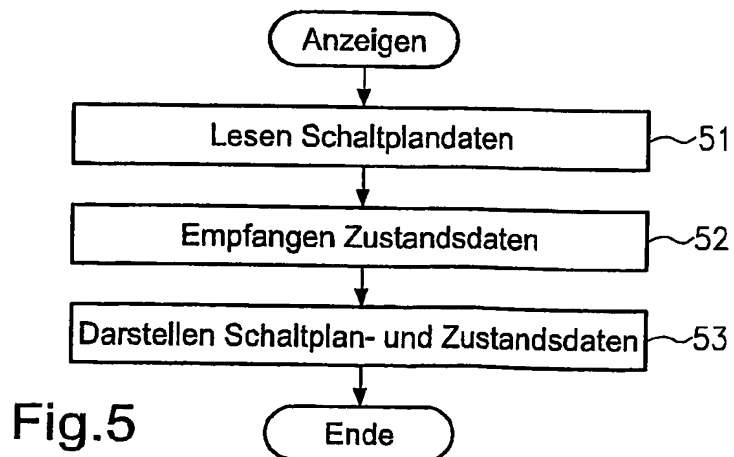 Anzeigen
Lesen Schaltplandaten
51
Empfangen Zustandsdaten
52
Darstellen Schaltplan- und Zustandsdaten
53
Ende
Fig.5